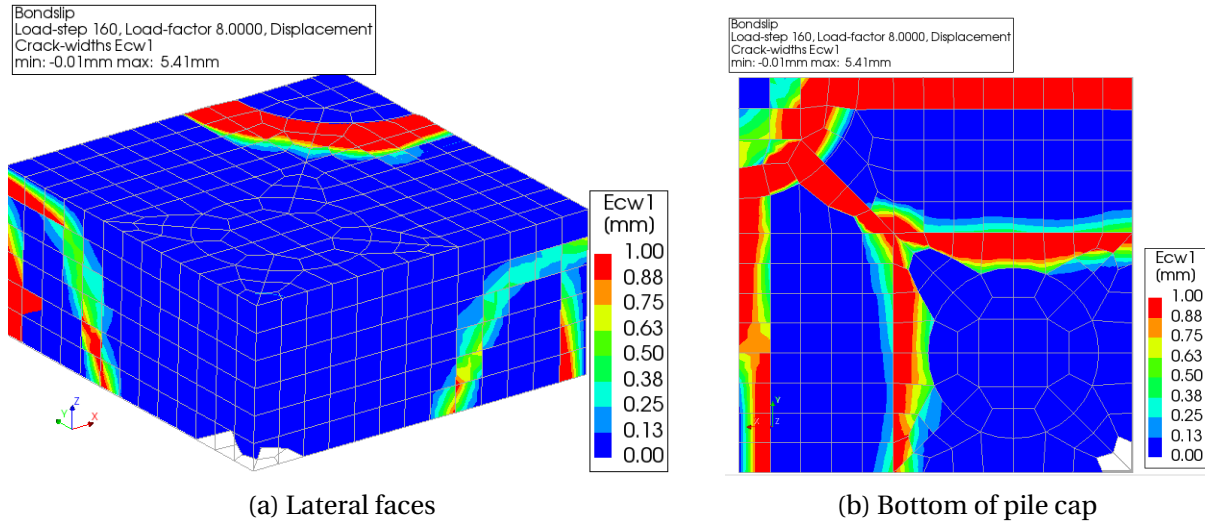 Bondslip
Load-step 160, Load-factor 8.0000, Displacement
Crack-widths Ecw1
min: -0.01mm max: 5.41mm
Ecw1
(mm)
1.00
0.88
0.75
0.63
0.50
0.38
0.25
0.13
0.00
Z
Y
X
(a) Lateral faces
Bondslip
Load-step 160, Load-factor 8.0000, Displacement
Crack-widths Ecw1
min: -0.01mm max: 5.41mm
Ecw1
(mm)
1.00
0.88
0.75
0.63
0.50
0.38
0.25
0.13
0.00
Y
X
Z
(b) Bottom of pile cap